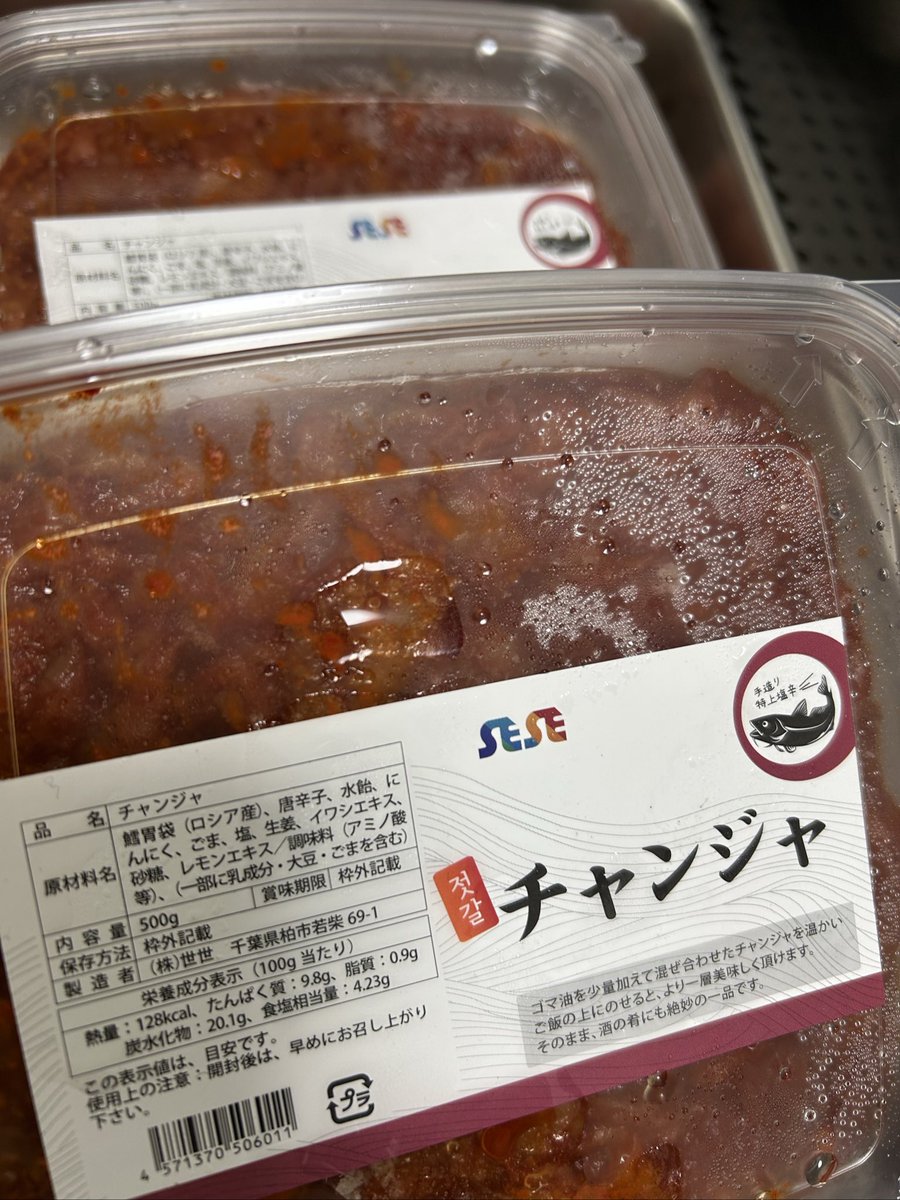 SESE
品 名 チャンジャ
原材料名
SESE
手造り
特上塩辛
品 名 チャンジャ
原材料名 鱈胃袋（ロシア産）、唐辛子、水飴、に
んにく、ごま、塩、生姜、イワシエキス、
砂糖、レモンエキス／調味料（アミノ酸
等）、（一部に乳成分・大豆・ごまを含む）
内 容 量 500g 賞味期限 枠外記載
保存方法 枠外記載
製 造 者 （株）世世 千葉県柏市若柴 69-1
栄養成分表示（100g 当たり）
熱量：128kcal、たんぱく質：9.8g、脂質：0.9g
炭水化物：20.1g、食塩相当量：4.23g
この表示値は、目安です。
使用上の注意：開封後は、早めにお召し上がり
下さい。
プラ
4 571370 506011
젓갈
チャンジャ
ゴマ油を少量加えて混ぜ合わせたチャンジャを温かい
ご飯の上にのせると、より一層美味しく頂けます。
そのまま、酒の肴にも絶妙の一品です。